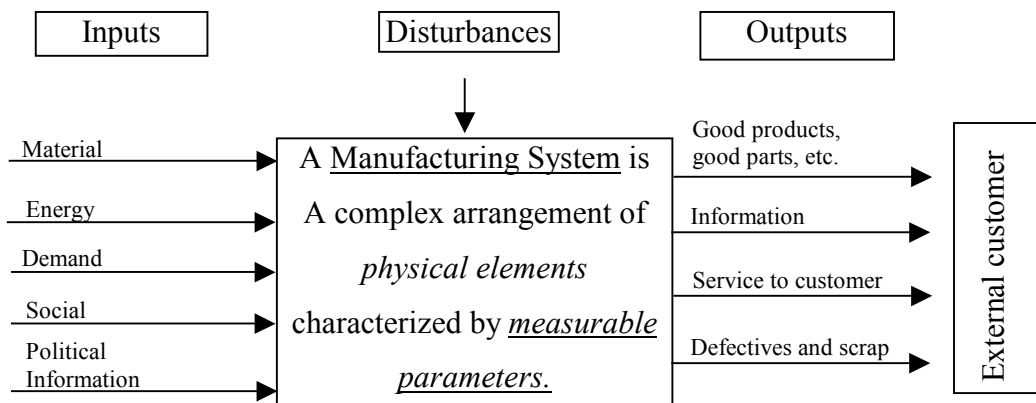 Inputs
Disturbances
Outputs
Material
Energy
Demand
Social
Political
Information
A Manufacturing System is
A complex arrangement of
physical elements
characterized by measurable
parameters.
Good products,
good parts, etc.
Information
Service to customer
Defectives and scrap
External customer